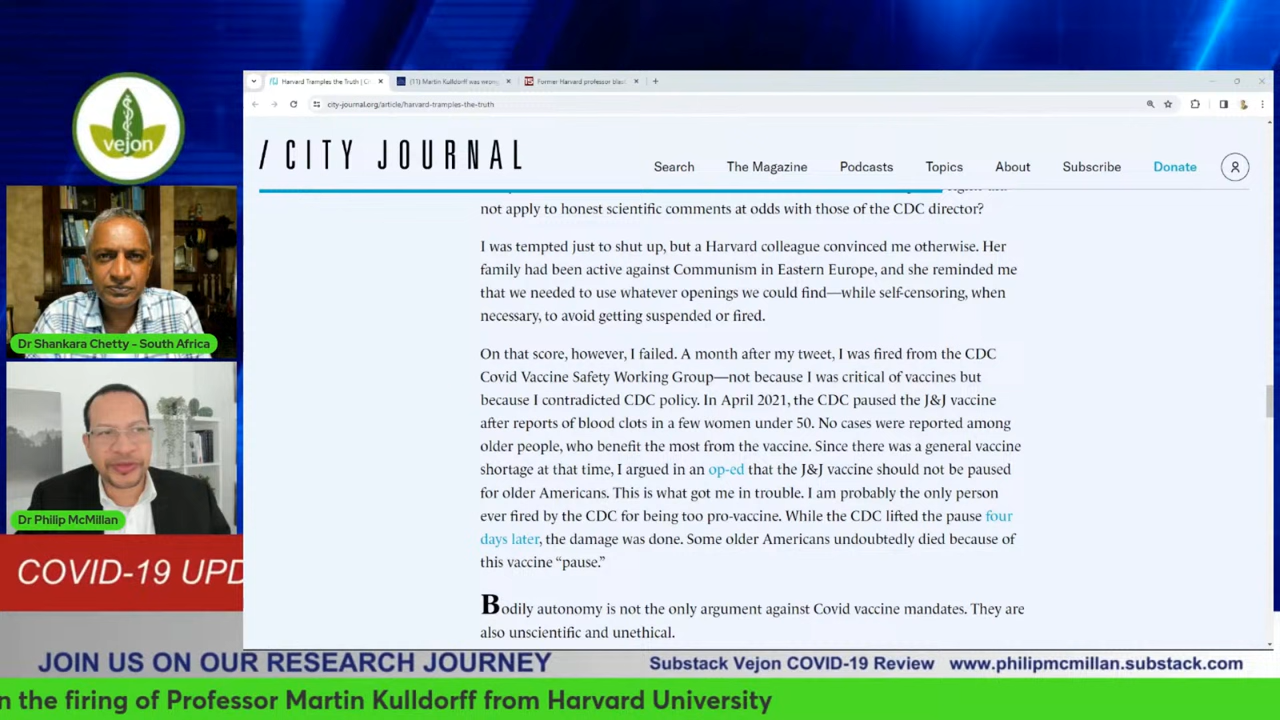 vejon
Dr Shankara Chetty - South Africa
Dr Philip McMillan
Harvard Tramples the Truth | C
(11) Martin Kulldorff was wrong
Former Harvard professor bla
city-journal.org/article/harvard-tramples-the-truth
/ CITY JOURNAL
Search
The Magazine
Podcasts
Topics
About
Subscribe
Donate
not apply to honest scientific comments at odds with those of the CDC director?
I was tempted just to shut up, but a Harvard colleague convinced me otherwise. Her
family had been active against Communism in Eastern Europe, and she reminded me
that we needed to use whatever openings we could find—while self-censoring, when
necessary, to avoid getting suspended or fired.
On that score, however, I failed. A month after my tweet, I was fired from the CDC
Covid Vaccine Safety Working Group—not because I was critical of vaccines but
because I contradicted CDC policy. In April 2021, the CDC paused the J&J vaccine
after reports of blood clots in a few women under 50. No cases were reported among
older people, who benefit the most from the vaccine. Since there was a general vaccine
shortage at that time, I argued in an op-ed that the J&J vaccine should not be paused
for older Americans. This is what got me in trouble. I am probably the only person
ever fired by the CDC for being too pro-vaccine. While the CDC lifted the pause four
days later, the damage was done. Some older Americans undoubtedly died because of
this vaccine “pause.”
Bodily autonomy is not the only argument against Covid vaccine mandates. They are
also unscientific and unethical.
COVID-19 UPD
JOIN US ON OUR RESEARCH JOURNEY
Substack Vejon COVID-19 Review www.philipmcmillan.substack.com
n the firing of Professor Martin Kulldorff from Harvard University